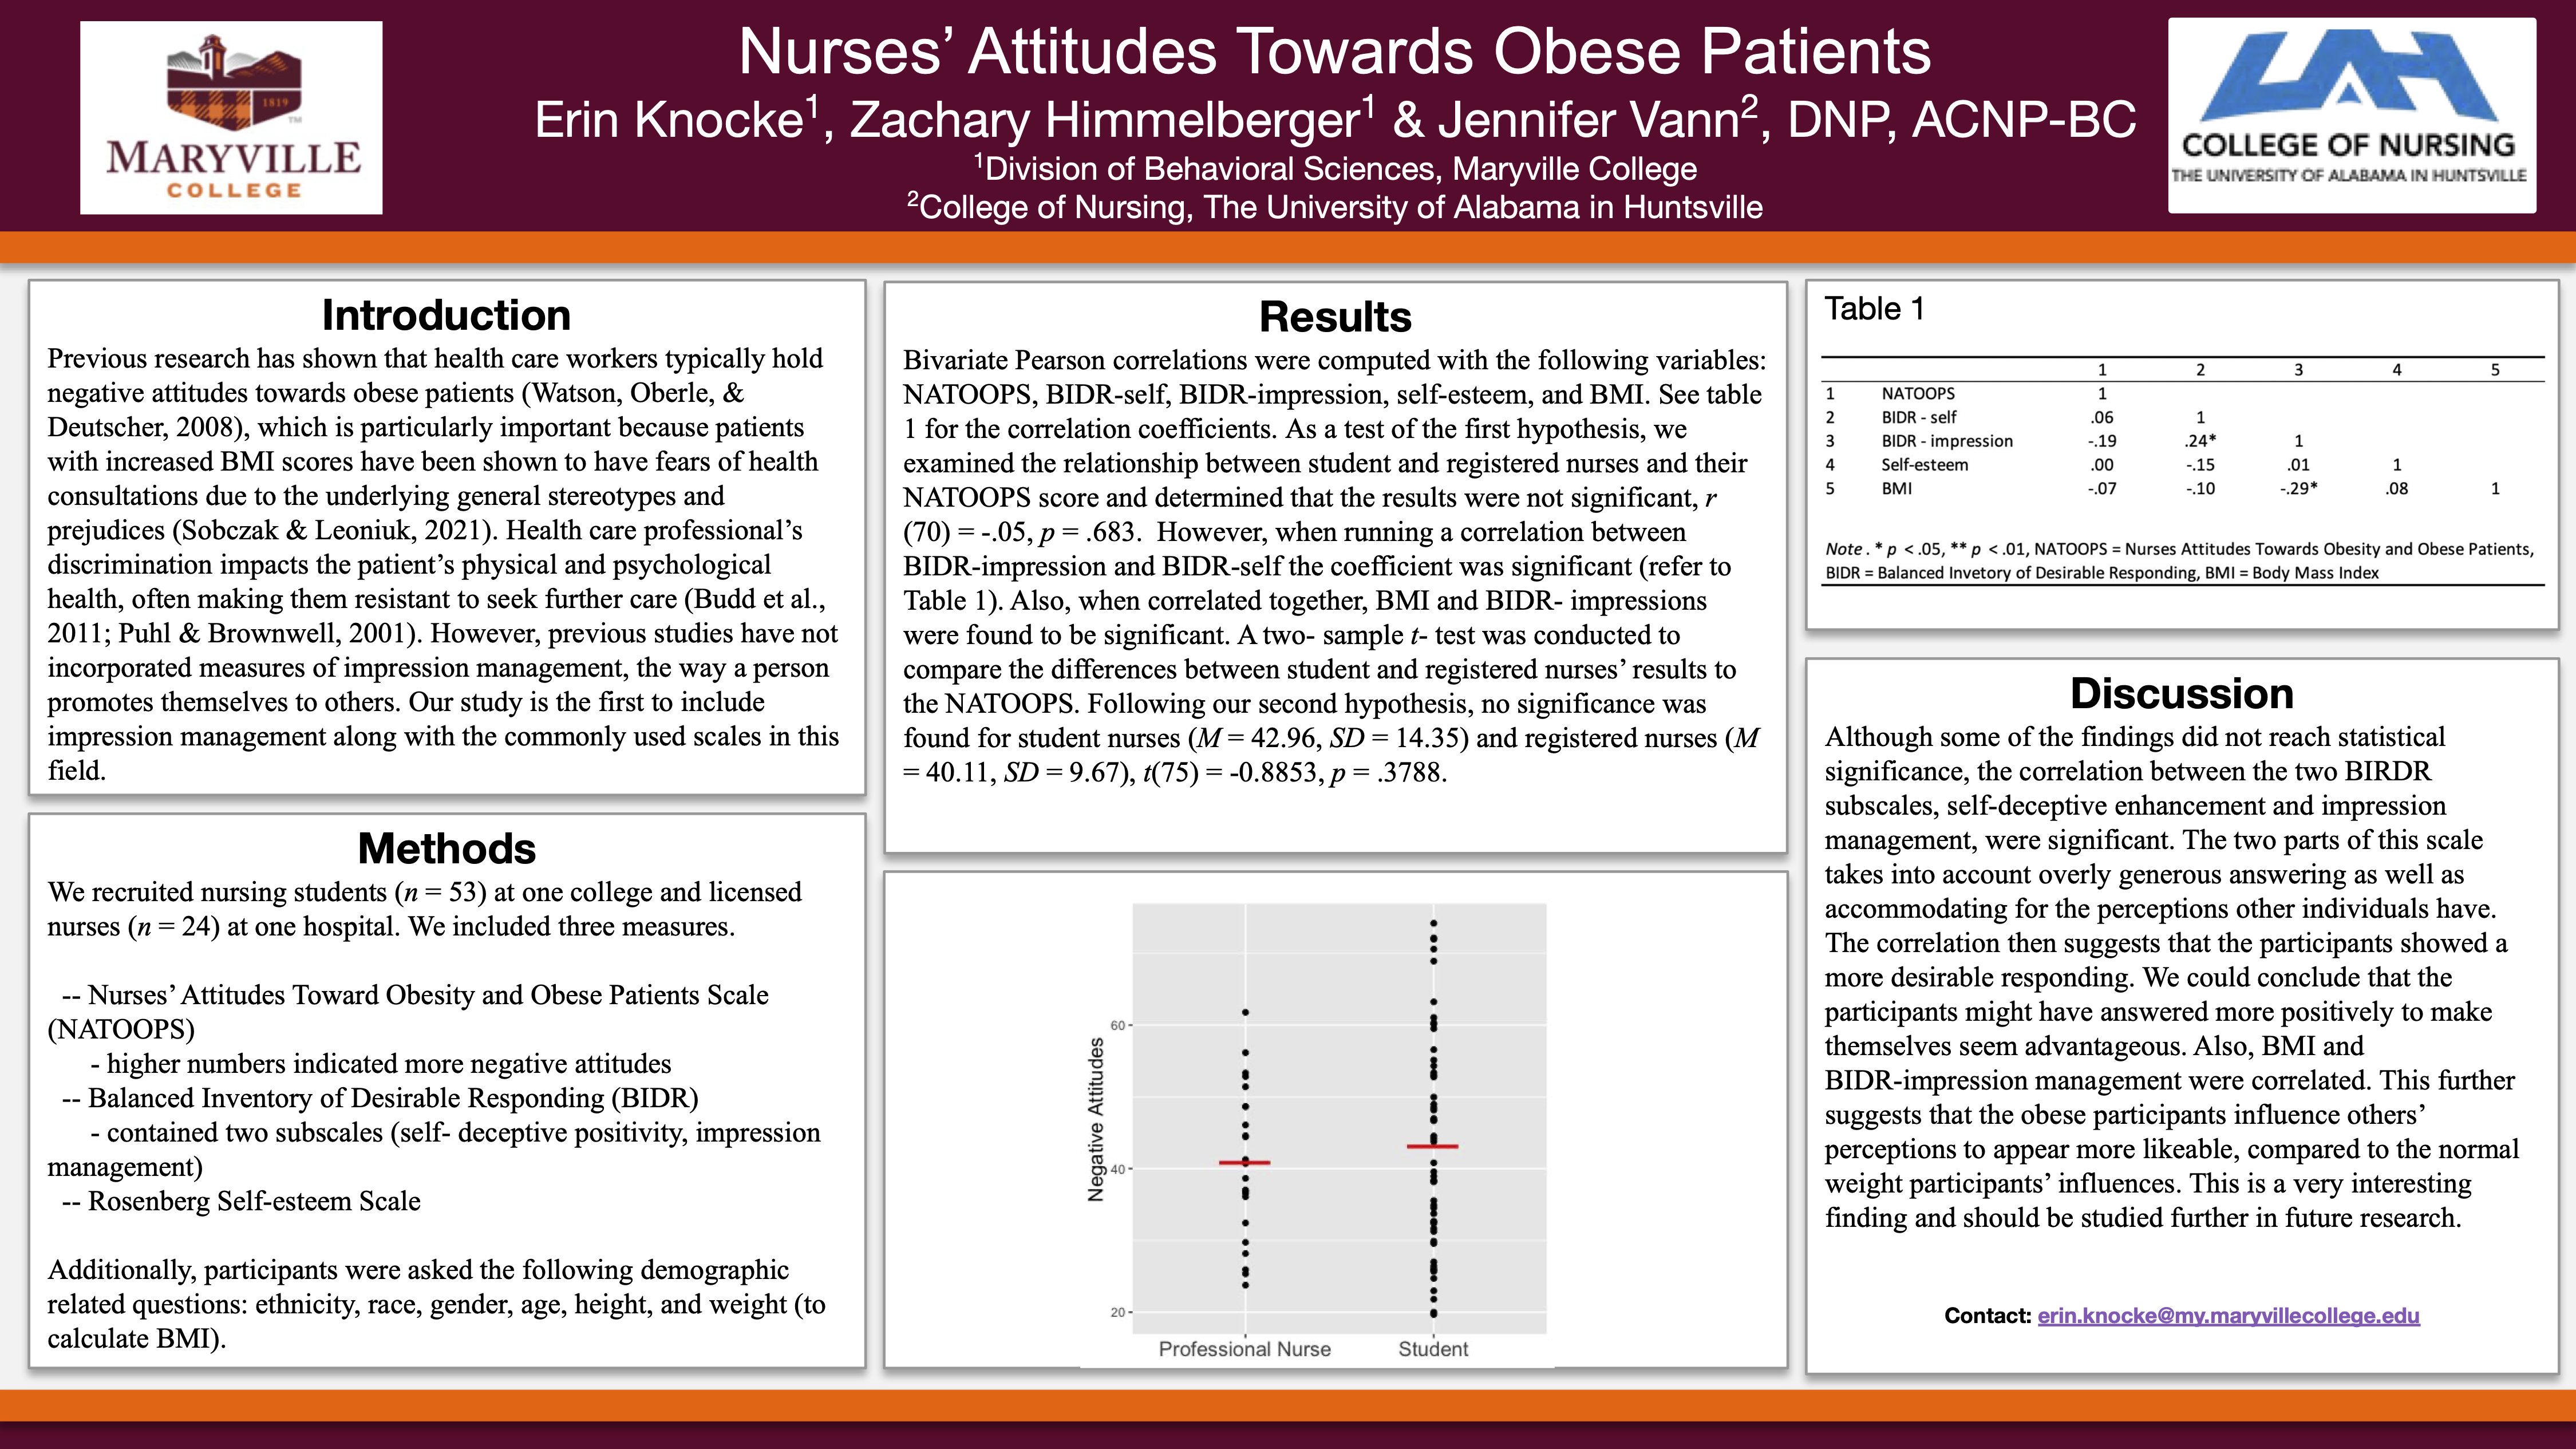 1819
TM
MARYVILLE
COLLEGE
Nurses’ Attitudes Towards Obese Patients
Erin Knocke1, Zachary Himmelberger1 & Jennifer Vann2, DNP, ACNP-BC
1Division of Behavioral Sciences, Maryville College
2College of Nursing, The University of Alabama in Huntsville
UAH
COLLEGE OF NURSING
THE UNIVERSITY OF ALABAMA IN HUNTSVILLE
Introduction
Previous research has shown that health care workers typically hold
negative attitudes towards obese patients (Watson, Oberle, &
Deutscher, 2008), which is particularly important because patients
with increased BMI scores have been shown to have fears of health
consultations due to the underlying general stereotypes and
prejudices (Sobczak & Leoniuk, 2021). Health care professional’s
discrimination impacts the patient’s physical and psychological
health, often making them resistant to seek further care (Budd et al.,
2011; Puhl & Brownwell, 2001). However, previous studies have not
incorporated measures of impression management, the way a person
promotes themselves to others. Our study is the first to include
impression management along with the commonly used scales in this
field.
Methods
We recruited nursing students (n = 53) at one college and licensed
nurses (n = 24) at one hospital. We included three measures.
-- Nurses’ Attitudes Toward Obesity and Obese Patients Scale
(NATOOPS)
- higher numbers indicated more negative attitudes
-- Balanced Inventory of Desirable Responding (BIDR)
- contained two subscales (self- deceptive positivity, impression
management)
-- Rosenberg Self-esteem Scale
Additionally, participants were asked the following demographic
related questions: ethnicity, race, gender, age, height, and weight (to
calculate BMI).
Results
Bivariate Pearson correlations were computed with the following variables:
NATOOPS, BIDR-self, BIDR-impression, self-esteem, and BMI. See table
1 for the correlation coefficients. As a test of the first hypothesis, we
examined the relationship between student and registered nurses and their
NATOOPS score and determined that the results were not significant, r
(70) = -.05, p = .683. However, when running a correlation between
BIDR-impression and BIDR-self the coefficient was significant (refer to
Table 1). Also, when correlated together, BMI and BIDR- impressions
were found to be significant. A two- sample t- test was conducted to
compare the differences between student and registered nurses’ results to
the NATOOPS. Following our second hypothesis, no significance was
found for student nurses (M = 42.96, SD = 14.35) and registered nurses (M
= 40.11, SD = 9.67), t(75) = -0.8853, p = .3788.
Negative Attitudes
60
40
20
Professional Nurse Student
Table 1
1 2 3 4 5
1 NATOOPS 1
2 BIDR - self .06 1
3 BIDR - impression -.19 .24* 1
4 Self-esteem .00 -.15 .01 1
5 BMI -.07 -.10 -.29* .08 1
Note . * p < .05, ** p < .01, NATOOPS = Nurses Attitudes Towards Obesity and Obese Patients,
BIDR = Balanced Invetory of Desirable Responding, BMI = Body Mass Index
Discussion
Although some of the findings did not reach statistical
significance, the correlation between the two BIRDR
subscales, self-deceptive enhancement and impression
management, were significant. The two parts of this scale
takes into account overly generous answering as well as
accommodating for the perceptions other individuals have.
The correlation then suggests that the participants showed a
more desirable responding. We could conclude that the
participants might have answered more positively to make
themselves seem advantageous. Also, BMI and
BIDR-impression management were correlated. This further
suggests that the obese participants influence others’
perceptions to appear more likeable, compared to the normal
weight participants’ influences. This is a very interesting
finding and should be studied further in future research.
Contact: erin.knocke@my.maryvillecollege.edu